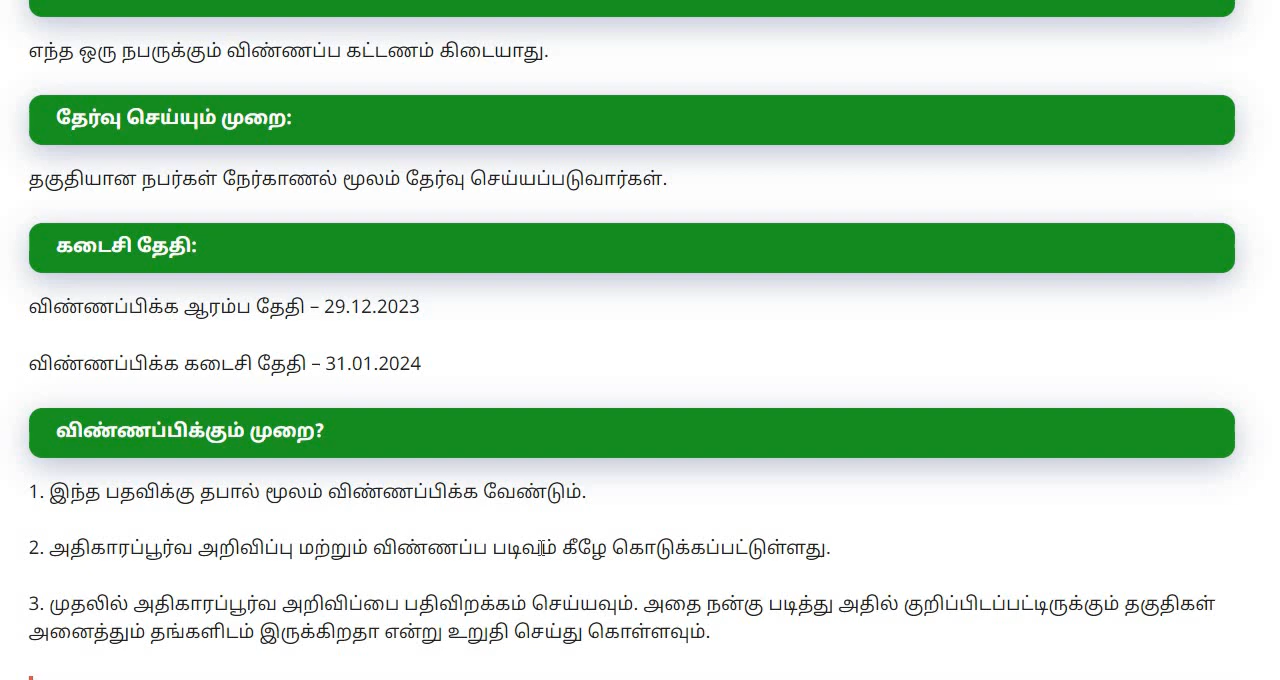 எந்த ஒரு நபருக்கும் விண்ணப்ப கட்டணம் கிடையாது.
தேர்வு செய்யும் முறை:
தகுதியான நபர்கள் நேர்காணல் மூலம் தேர்வு செய்யப்படுவார்கள்.
கடைசி தேதி:
விண்ணப்பிக்க ஆரம்ப தேதி – 29.12.2023
விண்ணப்பிக்க கடைசி தேதி – 31.01.2024
விண்ணப்பிக்கும் முறை?
1. இந்த பதவிக்கு தபால் மூலம் விண்ணப்பிக்க வேண்டும்.
2. அதிகாரப்பூர்வ அறிவிப்பு மற்றும் விண்ணப்ப படிவம் கீழே கொடுக்கப்பட்டுள்ளது.
3. முதலில் அதிகாரப்பூர்வ அறிவிப்பை பதிவிறக்கம் செய்யவும். அதை நன்கு படித்து அதில் குறிப்பிடப்பட்டிருக்கும் தகுதிகள்
அனைத்தும் தங்களிடம் இருக்கிறதா என்று உறுதி செய்து கொள்ளவும்.